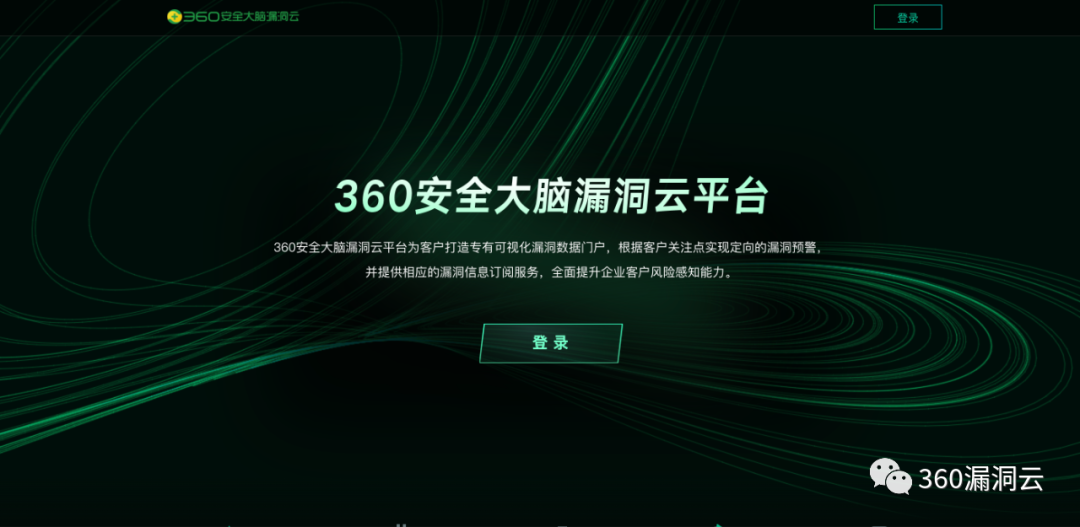 360安全大脑漏洞云
登录
360安全大脑漏洞云平台
360安全大脑漏洞云平台为客户打造专有可视化漏洞数据门户，根据客户关注点实现定向的漏洞预警，
并提供相应的漏洞信息订阅服务，全面提升企业客户风险感知能力。
登录
360漏洞云